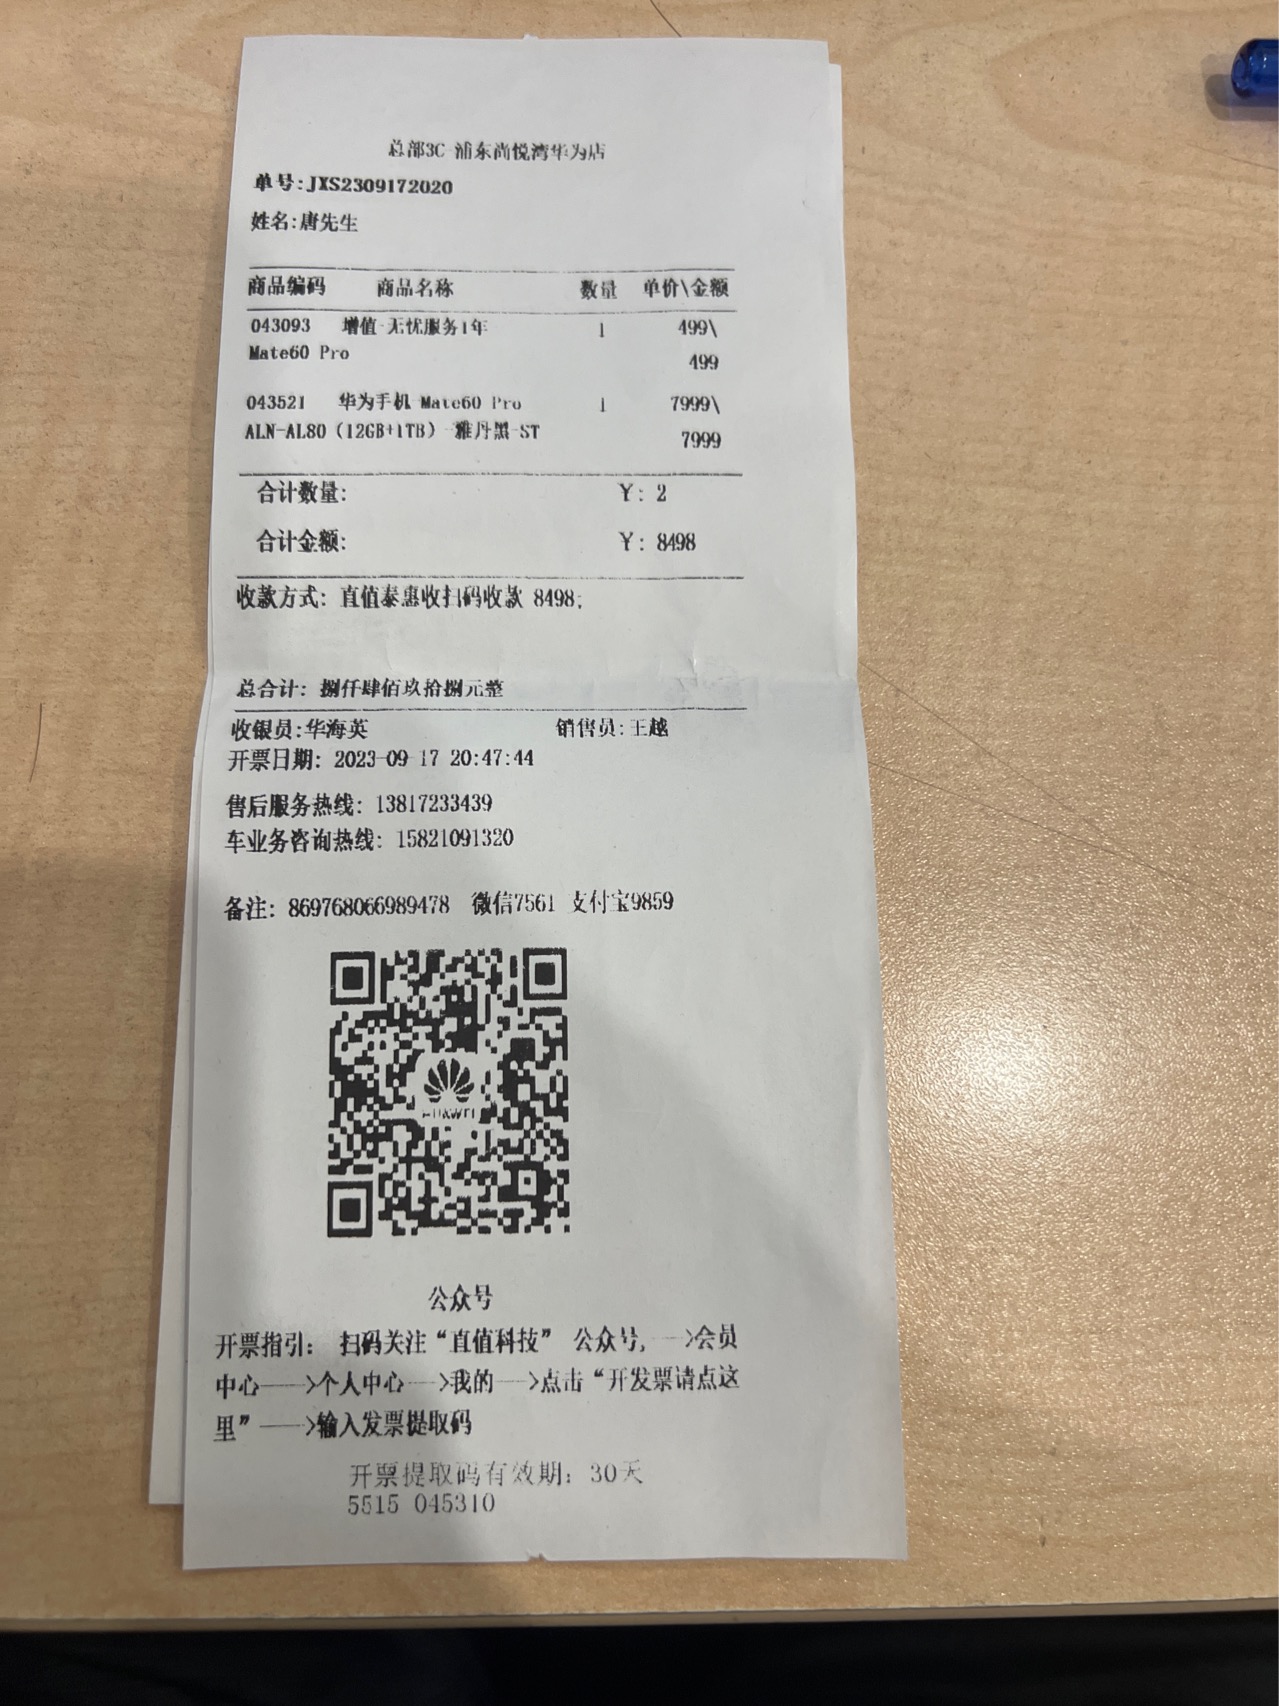 总部3C-浦东尚悦湾华为店
单号:JXS2309172020
姓名:唐先生
商品编码 商品名称 数量 单价\金额
043093 增值-无忧服务1年 1 499\
Mate60 Pro 499
043521 华为手机-Mate60 Pro 1 7999\
ALN-AL80（12GB+1TB）-雅丹黑-ST 7999
合计数量: ￥: 2
合计金额: ￥: 8498
收款方式: 直值泰惠收扫码收款 8498;
总合计: 捌仟肆佰玖拾捌元整
收银员:华海英 销售员:王越
开票日期: 2023-09-17 20:47:44
售后服务热线: 13817233439
车业务咨询热线: 15821091320
备注: 869768066989478 微信7561 支付宝9859
HUAWEI
公众号
开票指引: 扫码关注“直值科技” 公众号, —>会员
中心——>个人中心—>我的—>点击“开发票请点这
里”——>输入发票提取码
开票提取码有效期: 30天
5515 045310